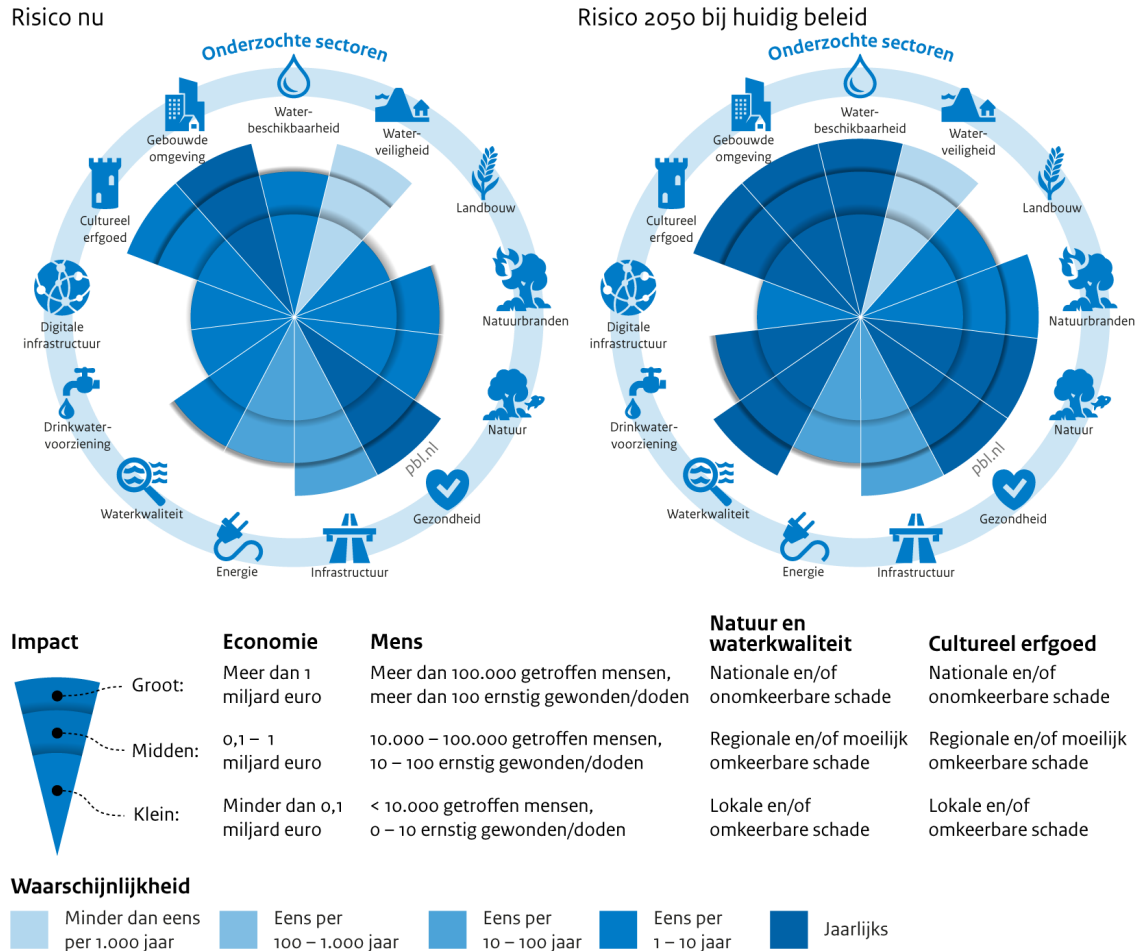 Risico nu
Onderzochte sectoren
Water-
beschikbaarheid
Water-
veiligheid
Landbouw
Natuurbranden
Natuur
Gezondheid
Infrastructuur
Energie
Waterkwaliteit
Drinkwater-
voorziening
Digitale
infrastructuur
Cultureel
erfgoed
Gebouwde
omgeving
pbl.nl
Risico 2050 bij huidig beleid
Onderzochte sectoren
Water-
beschikbaarheid
Water-
veiligheid
Landbouw
Natuurbranden
Natuur
Gezondheid
Infrastructuur
Energie
Waterkwaliteit
Drinkwater-
voorziening
Digitale
infrastructuur
Cultureel
erfgoed
Gebouwde
omgeving
pbl.nl
Impact
Economie
Mens
Natuur en
waterkwaliteit
Cultureel erfgoed
Groot:
Meer dan 1
miljard euro
Meer dan 100.000 getroffen mensen,
meer dan 100 ernstig gewonden/doden
Nationale en/of
onomkeerbare schade
Nationale en/of
onomkeerbare schade
Midden:
0,1 – 1
miljard euro
10.000 – 100.000 getroffen mensen,
10 – 100 ernstig gewonden/doden
Regionale en/of moeilijk
omkeerbare schade
Regionale en/of moeilijk
omkeerbare schade
Klein:
Minder dan 0,1
miljard euro
< 10.000 getroffen mensen,
0 – 10 ernstig gewonden/doden
Lokale en/of
omkeerbare schade
Lokale en/of
omkeerbare schade
Waarschijnlijkheid
Minder dan eens
per 1.000 jaar
Eens per
100 – 1.000 jaar
Eens per
10 – 100 jaar
Eens per
1 – 10 jaar
Jaarlijks